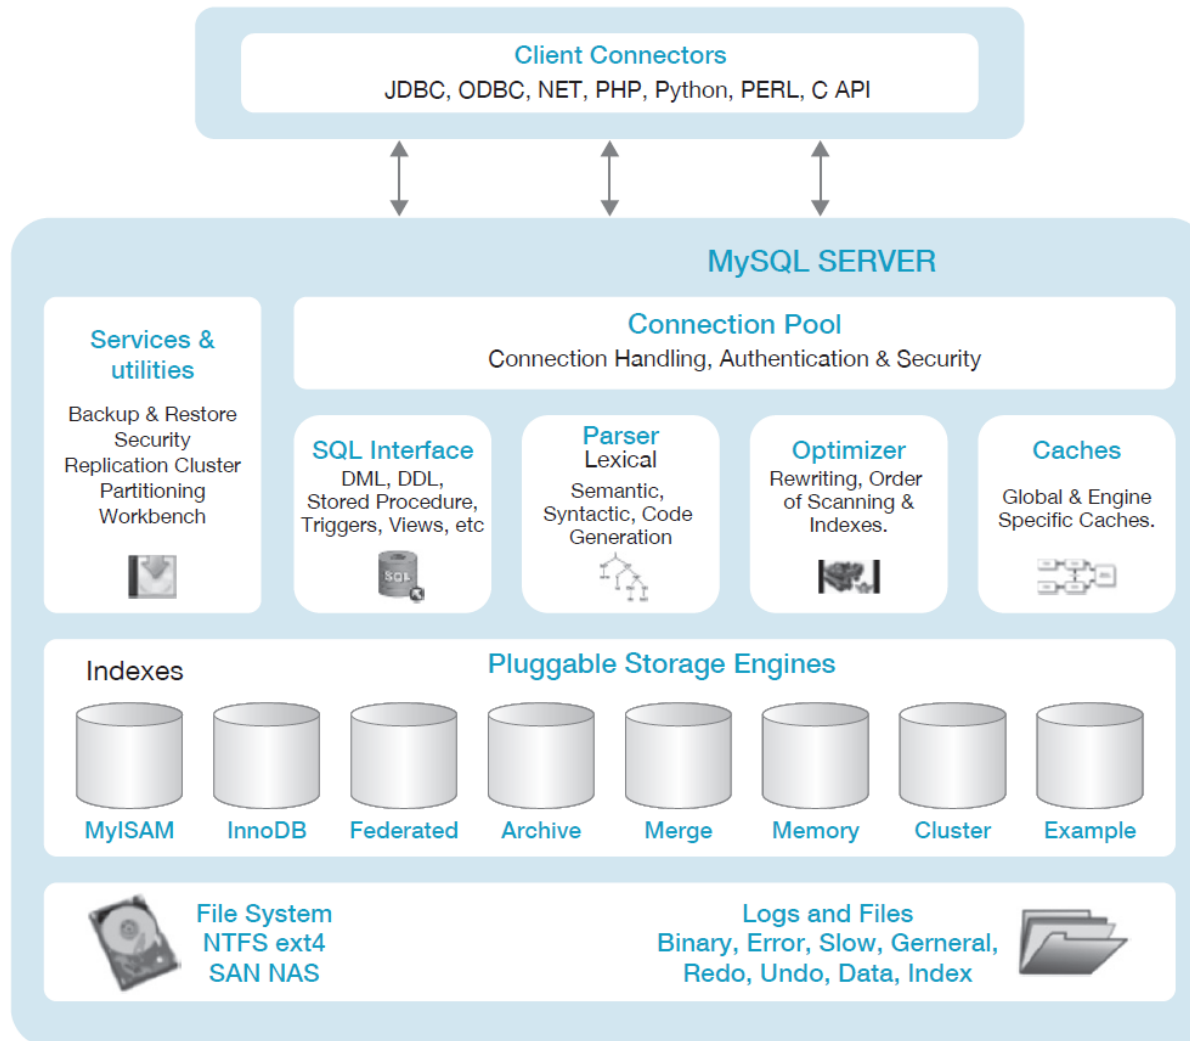 Client Connectors
JDBC, ODBC, NET, PHP, Python, PERL, C API
MySQL SERVER
Services &
utilities
Backup & Restore
Security
Replication Cluster
Partitioning
Workbench
Connection Pool
Connection Handling, Authentication & Security
SQL Interface
DML, DDL,
Stored Procedure,
Triggers, Views, etc
SQL
Parser
Lexical
Semantic,
Syntactic, Code
Generation
Optimizer
Rewriting, Order
of Scanning &
Indexes.
Caches
Global & Engine
Specific Caches.
Indexes
Pluggable Storage Engines
MyISAM
InnoDB
Federated
Archive
Merge
Memory
Cluster
Example
File System
NTFS ext4
SAN NAS
Logs and Files
Binary, Error, Slow, Gerneral,
Redo, Undo, Data, Index